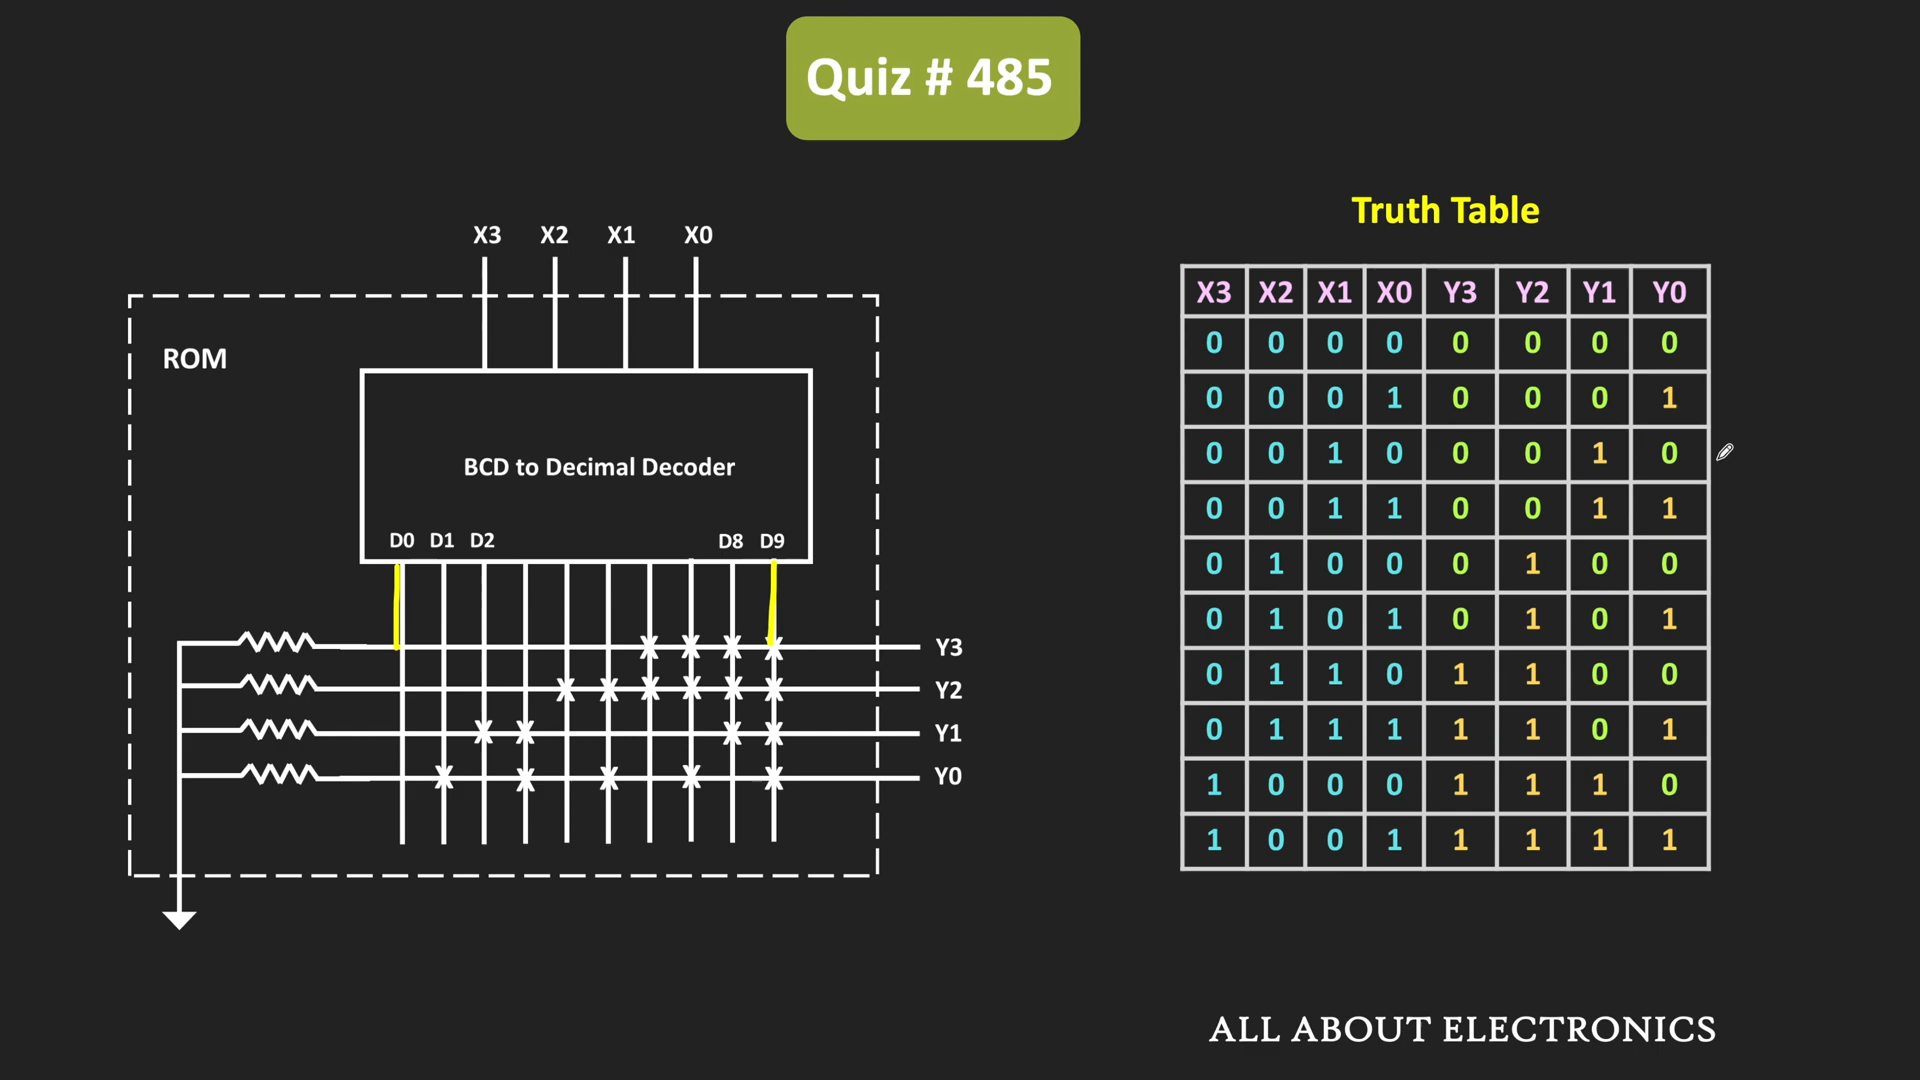 Quiz # 485
X3 X2 X1 X0
ROM
BCD to Decimal Decoder
D0 D1 D2 D8 D9
Y3
Y2
Y1
Y0
Truth Table
X3 X2 X1 X0 Y3 Y2 Y1 Y0
0 0 0 0 0 0 0 0
0 0 0 1 0 0 0 1
0 0 1 0 0 0 1 0
0 0 1 1 0 0 1 1
0 1 0 0 0 1 0 0
0 1 0 1 0 1 0 1
0 1 1 0 1 1 0 0
0 1 1 1 1 1 0 1
1 0 0 0 1 1 1 0
1 0 0 1 1 1 1 1
ALL ABOUT ELECTRONICS